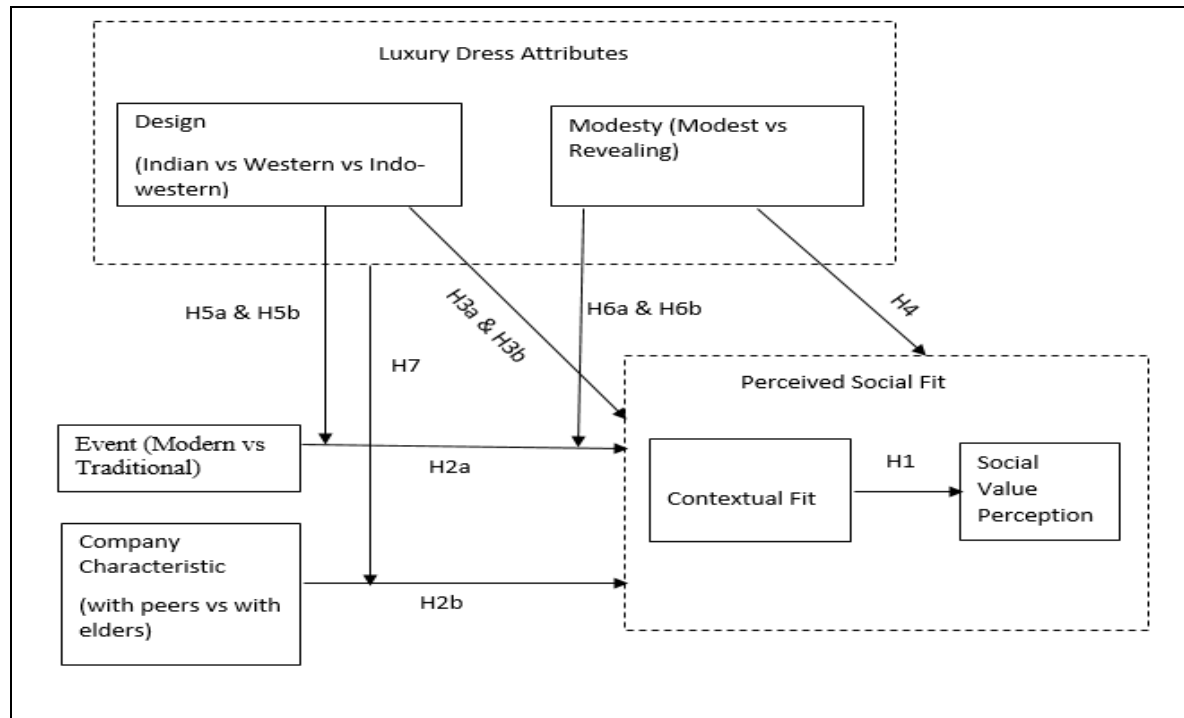 Luxury Dress Attributes
Design
(Indian vs Western vs Indo-
western)
Modesty (Modest vs
Revealing)
H5a & H5b
H3a & H3b
H6a & H6b
H4
H7
Perceived Social Fit
Event (Modern vs
Traditional)
H2a
Contextual Fit
H1
Social
Value
Perception
Company
Characteristic
(with peers vs with
elders)
H2b